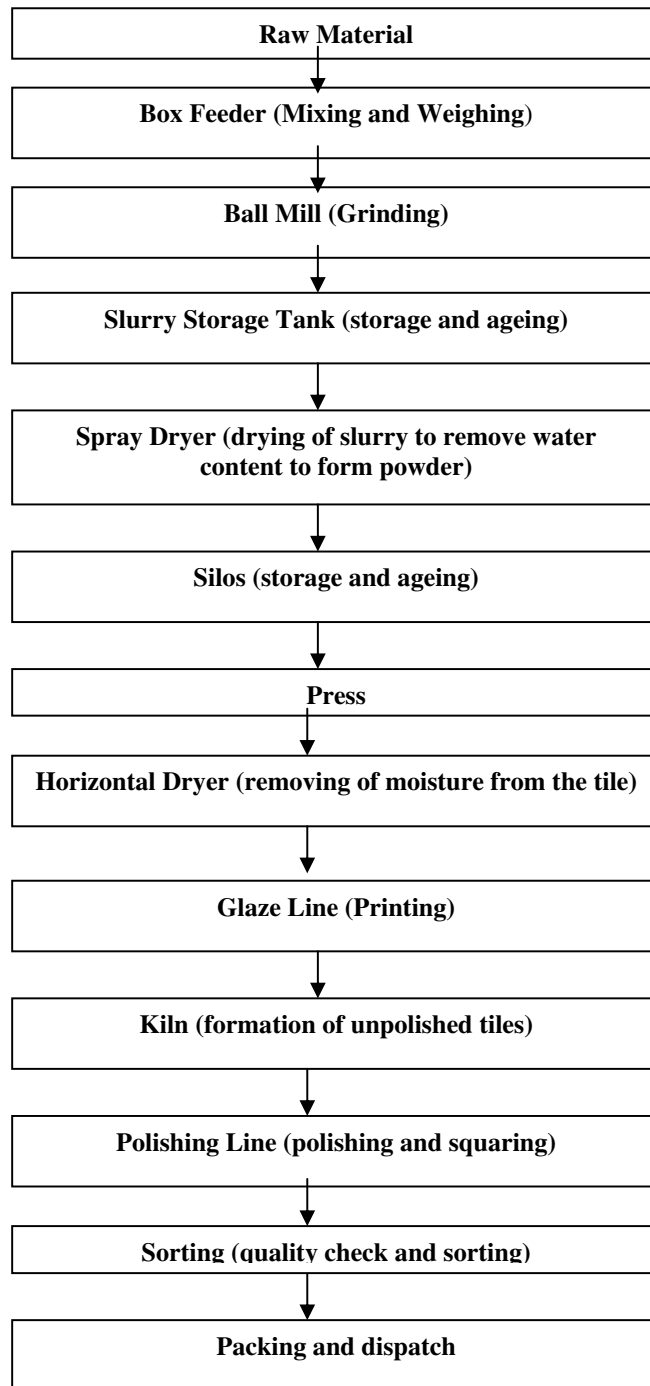 Raw Material
Box Feeder (Mixing and Weighing)
Ball Mill (Grinding)
Slurry Storage Tank (storage and ageing)
Spray Dryer (drying of slurry to remove water
content to form powder)
Silos (storage and ageing)
Press
Horizontal Dryer (removing of moisture from the tile)
Glaze Line (Printing)
Kiln (formation of unpolished tiles)
Polishing Line (polishing and squaring)
Sorting (quality check and sorting)
Packing and dispatch